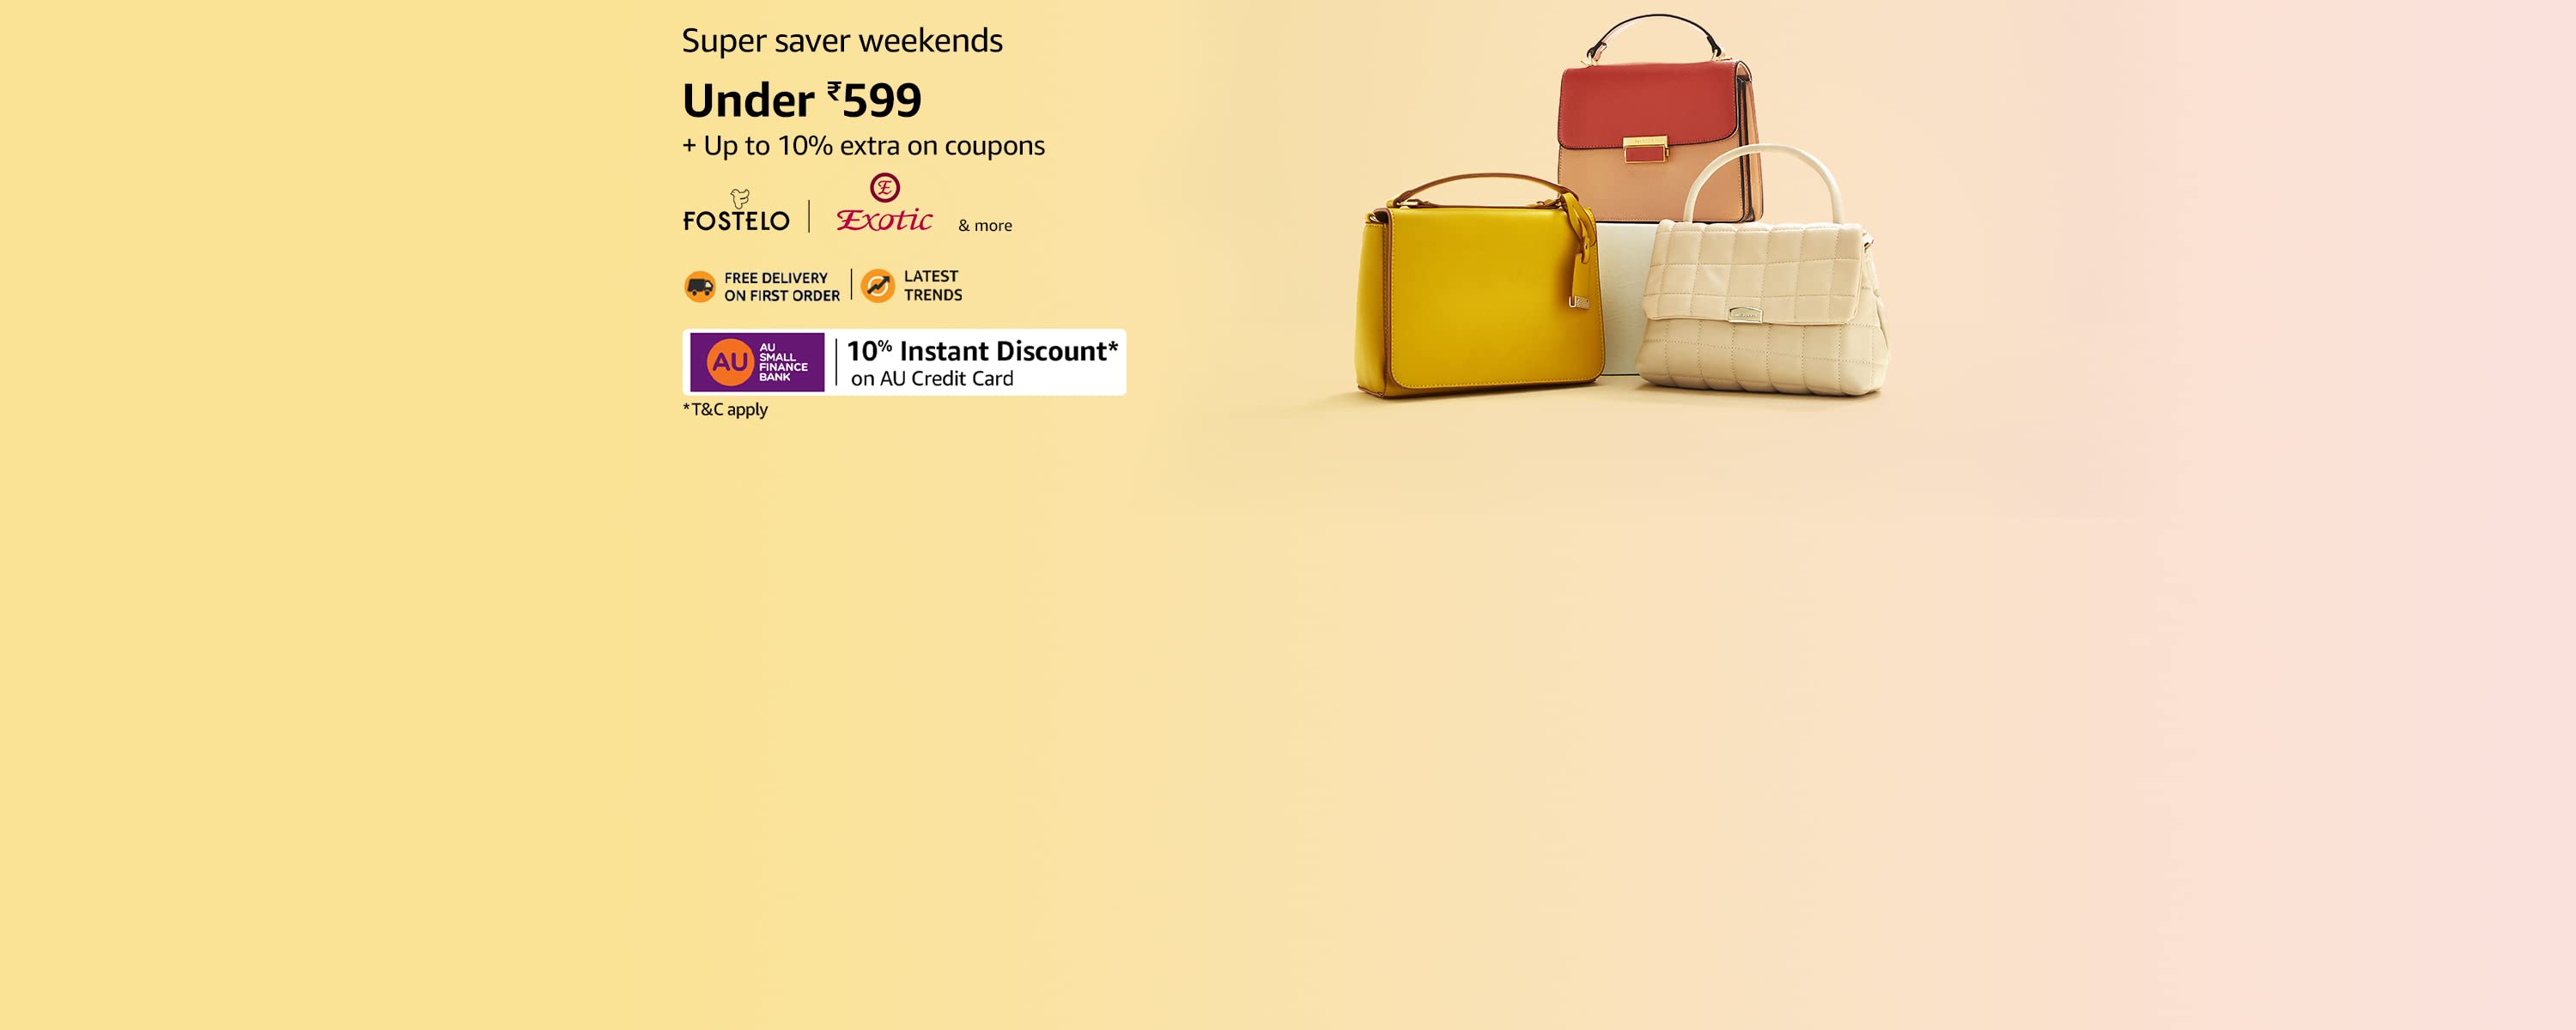 Super saver weekends
Under ₹599
+ Up to 10% extra on coupons
FOSTELO
E
Exotic
& more
FREE DELIVERY
ON FIRST ORDER
LATEST
TRENDS
AU
AU
SMALL
FINANCE
BANK
10% Instant Discount*
on AU Credit Card
*T&C apply